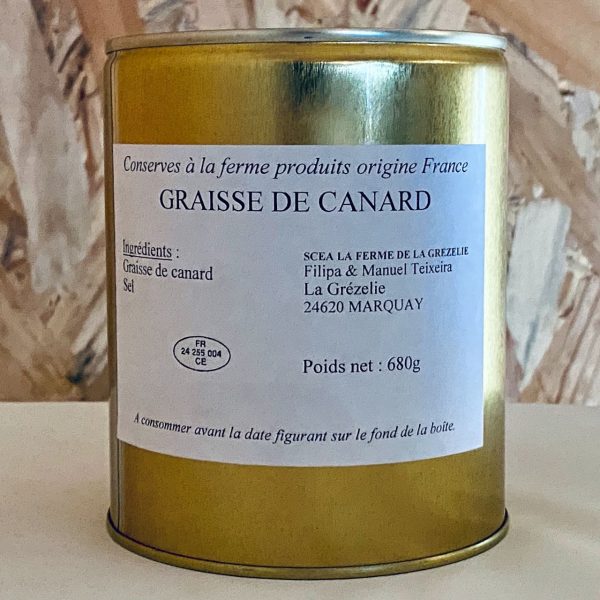 Conserves à la ferme produits origine France
GRAISSE DE CANARD
Ingrédients :
Graisse de canard
Sel
SCEA LA FERME DE LA GREZELIE
Filipa & Manuel Teixeira
La Grézelie
24620 MARQUAY
FR
24 255 004
CE
Poids net : 680g
A consommer avant la date figurant sur le fond de la boîte.